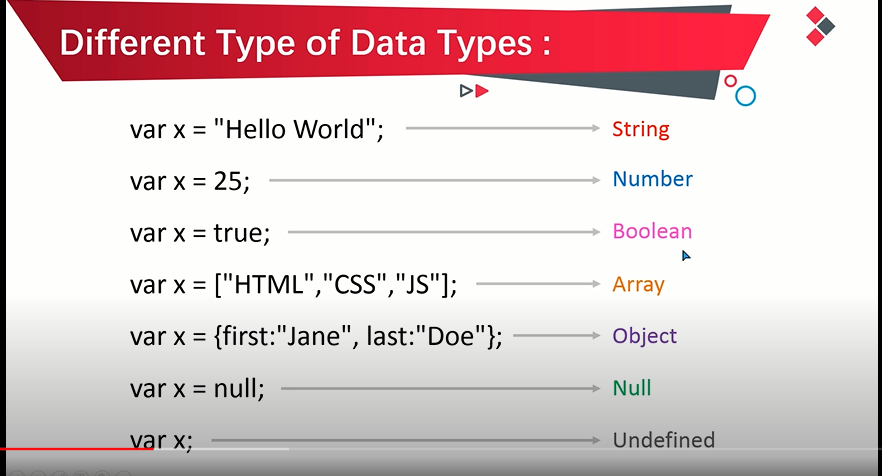 Different Type of Data Types :
var x = "Hello World"; String
var x = 25; Number
var x = true; Boolean
var x = ["HTML","CSS","JS"]; Array
var x = {first:"Jane", last:"Doe"}; Object
var x = null; Null
var x; Undefined